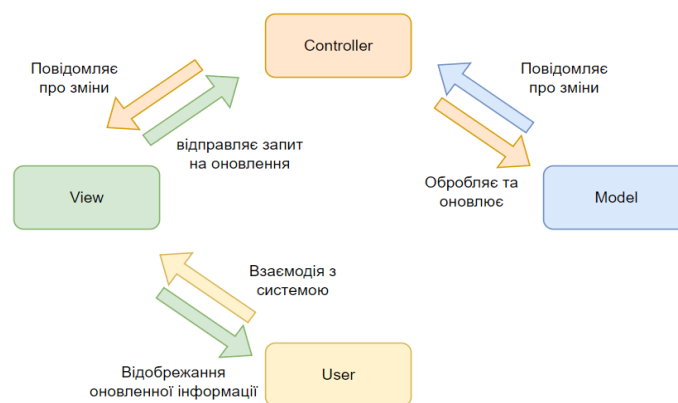 Controller
Повідомляє
про зміни
Повідомляє
про зміни
відправляє запит
на оновлення
Обробляє та
оновлює
View
Model
Взаємодія з
системою
Відобрежання
оновленної інформації
User